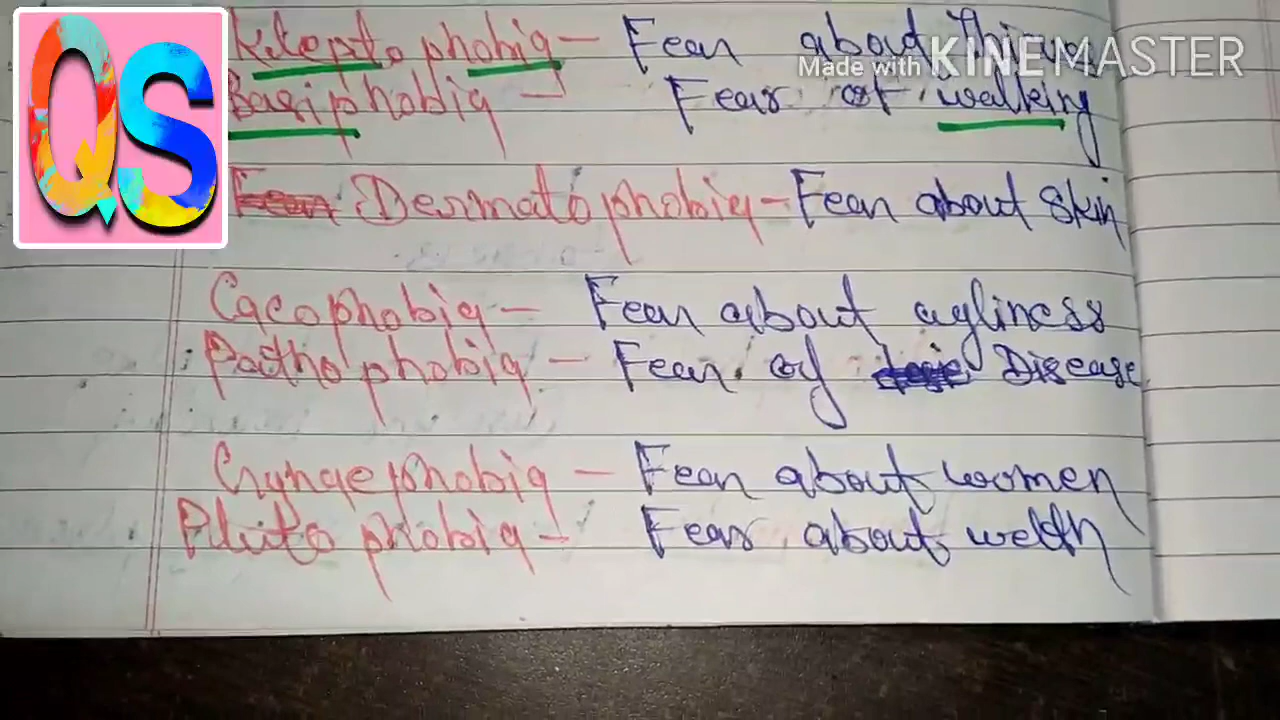 QS
Kleptophobia - Fear about Thieves
Made with KINEMASTER
Basiphobia - Fear of walking
Fear Dermatophobia - Fear about Skin
Cacophobia - Fear about ugliness
Pathophobia - Fear of Disease
Gynaephobia - Fear about women
Plutophobia - Fear about welth